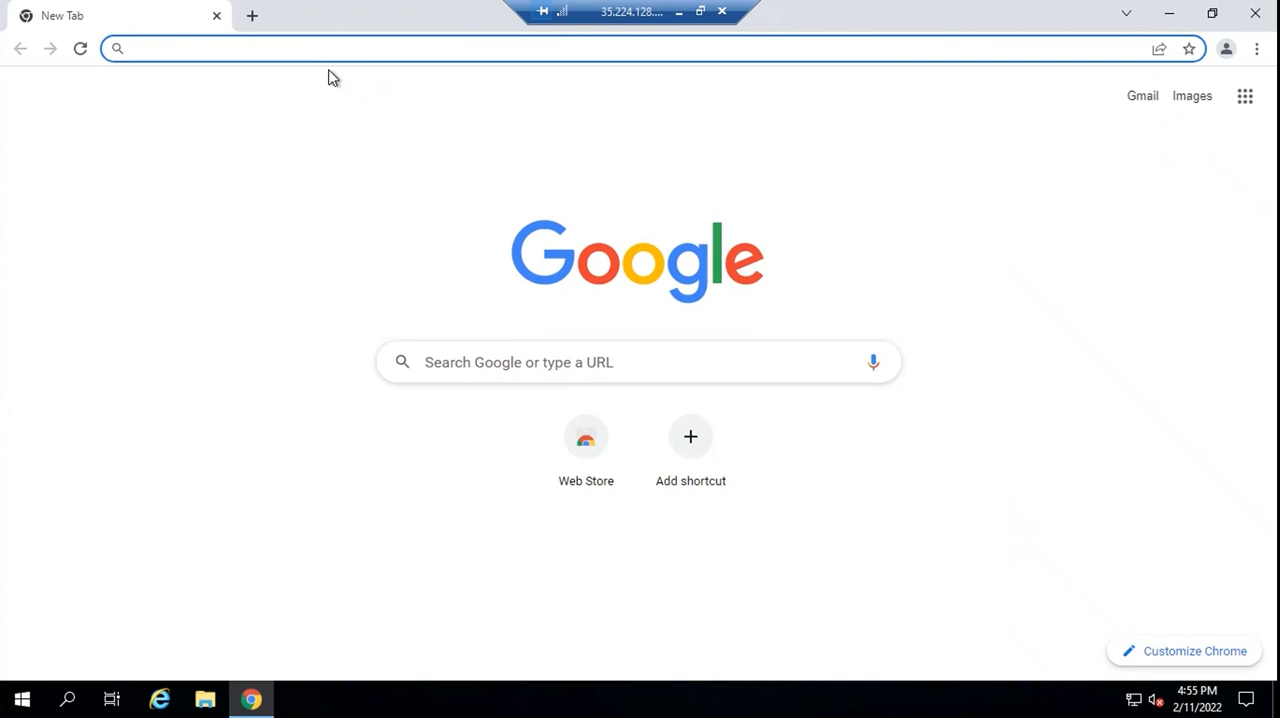 New Tab
35.224.128....
Gmail
Images
Google
Search Google or type a URL
Web Store
Add shortcut
Customize Chrome
4:55 PM
2/11/2022